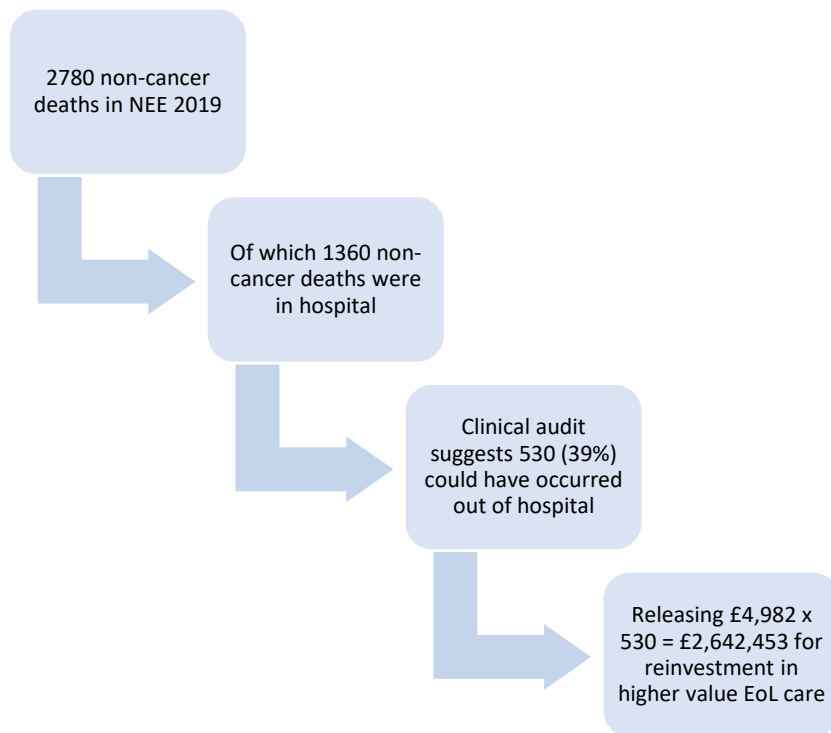 2780 non-cancer
deaths in NEE 2019
Of which 1360 non-
cancer deaths were
in hospital
Clinical audit
suggests 530 (39%)
could have occurred
out of hospital
Releasing £4,982 x
530 = £2,642,453 for
reinvestment in
higher value EoL care